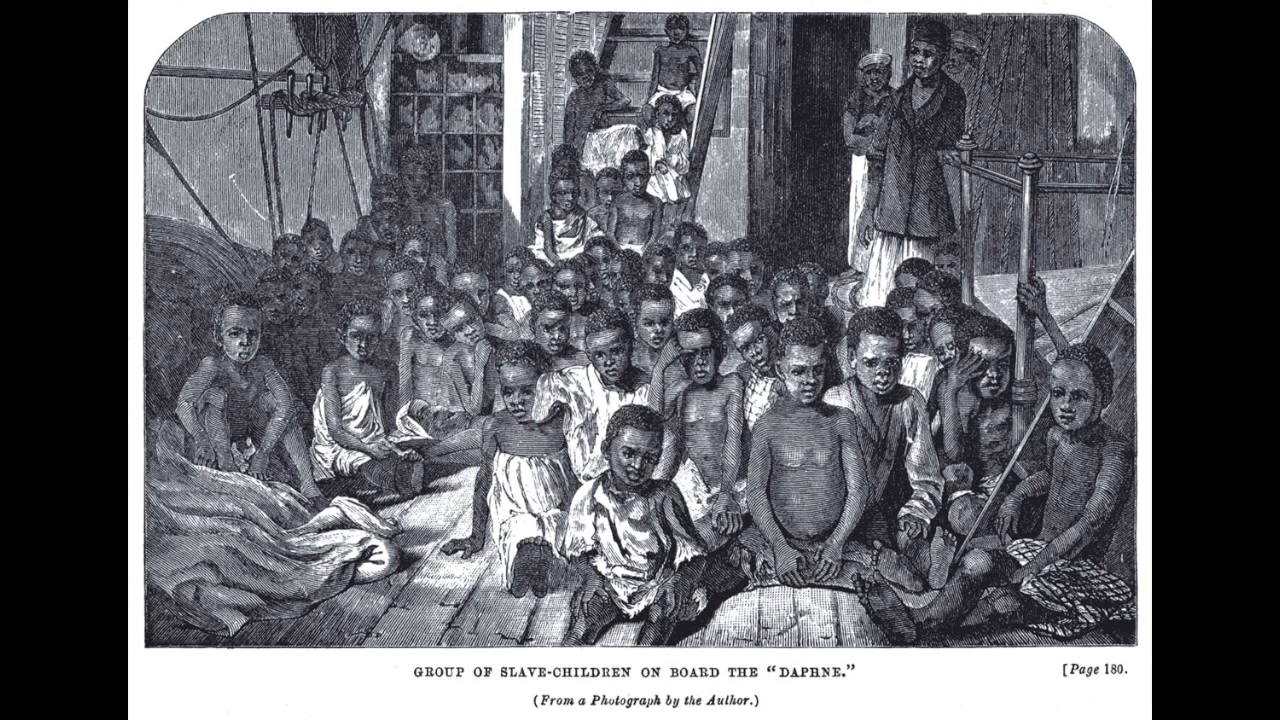 GROUP OF SLAVE-CHILDREN ON BOARD THE "DAPHNE."
[Page 180.
(From a Photograph by the Author.)